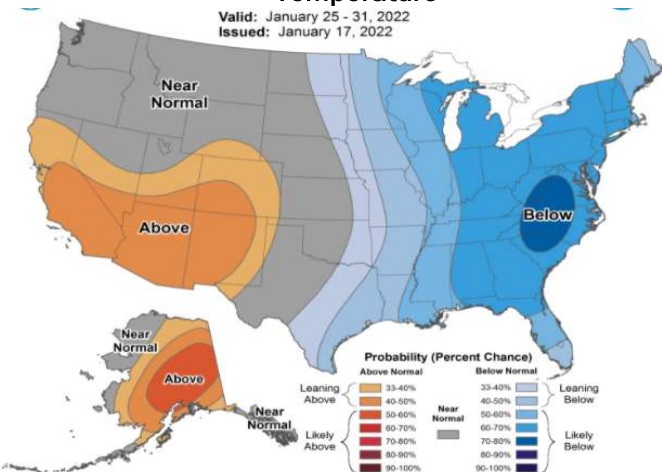 Temperature
Valid: January 25 - 31, 2022
Issued: January 17, 2022
Near
Normal
Above
Below
Near
Normal
Above
Near
Normal
Probability (Percent Chance)
Above Normal
Below Normal
Leaning
Above
33-40%
40-50%
Likely
Above
50-60%
60-70%
70-80%
80-90%
90-100%
Near
Normal
33-40%
40-50%
Leaning
Below
50-60%
60-70%
70-80%
80-90%
90-100%
Likely
Below